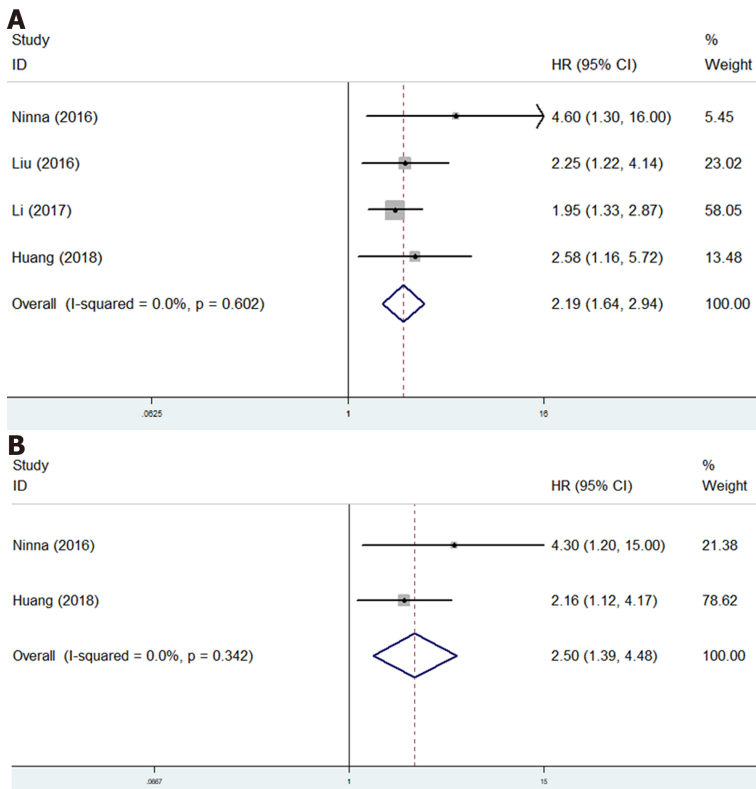 A
Study %
ID HR (95% CI) Weight
Ninna (2016) 4.60 (1.30, 16.00) 5.45
Liu (2016) 2.25 (1.22, 4.14) 23.02
Li (2017) 1.95 (1.33, 2.87) 58.05
Huang (2018) 2.58 (1.16, 5.72) 13.48
Overall (I-squared = 0.0%, p = 0.602) 2.19 (1.64, 2.94) 100.00
.0625 1 16
B
Study %
ID HR (95% CI) Weight
Ninna (2016) 4.30 (1.20, 15.00) 21.38
Huang (2018) 2.16 (1.12, 4.17) 78.62
Overall (I-squared = 0.0%, p = 0.342) 2.50 (1.39, 4.48) 100.00
.0667 1 15